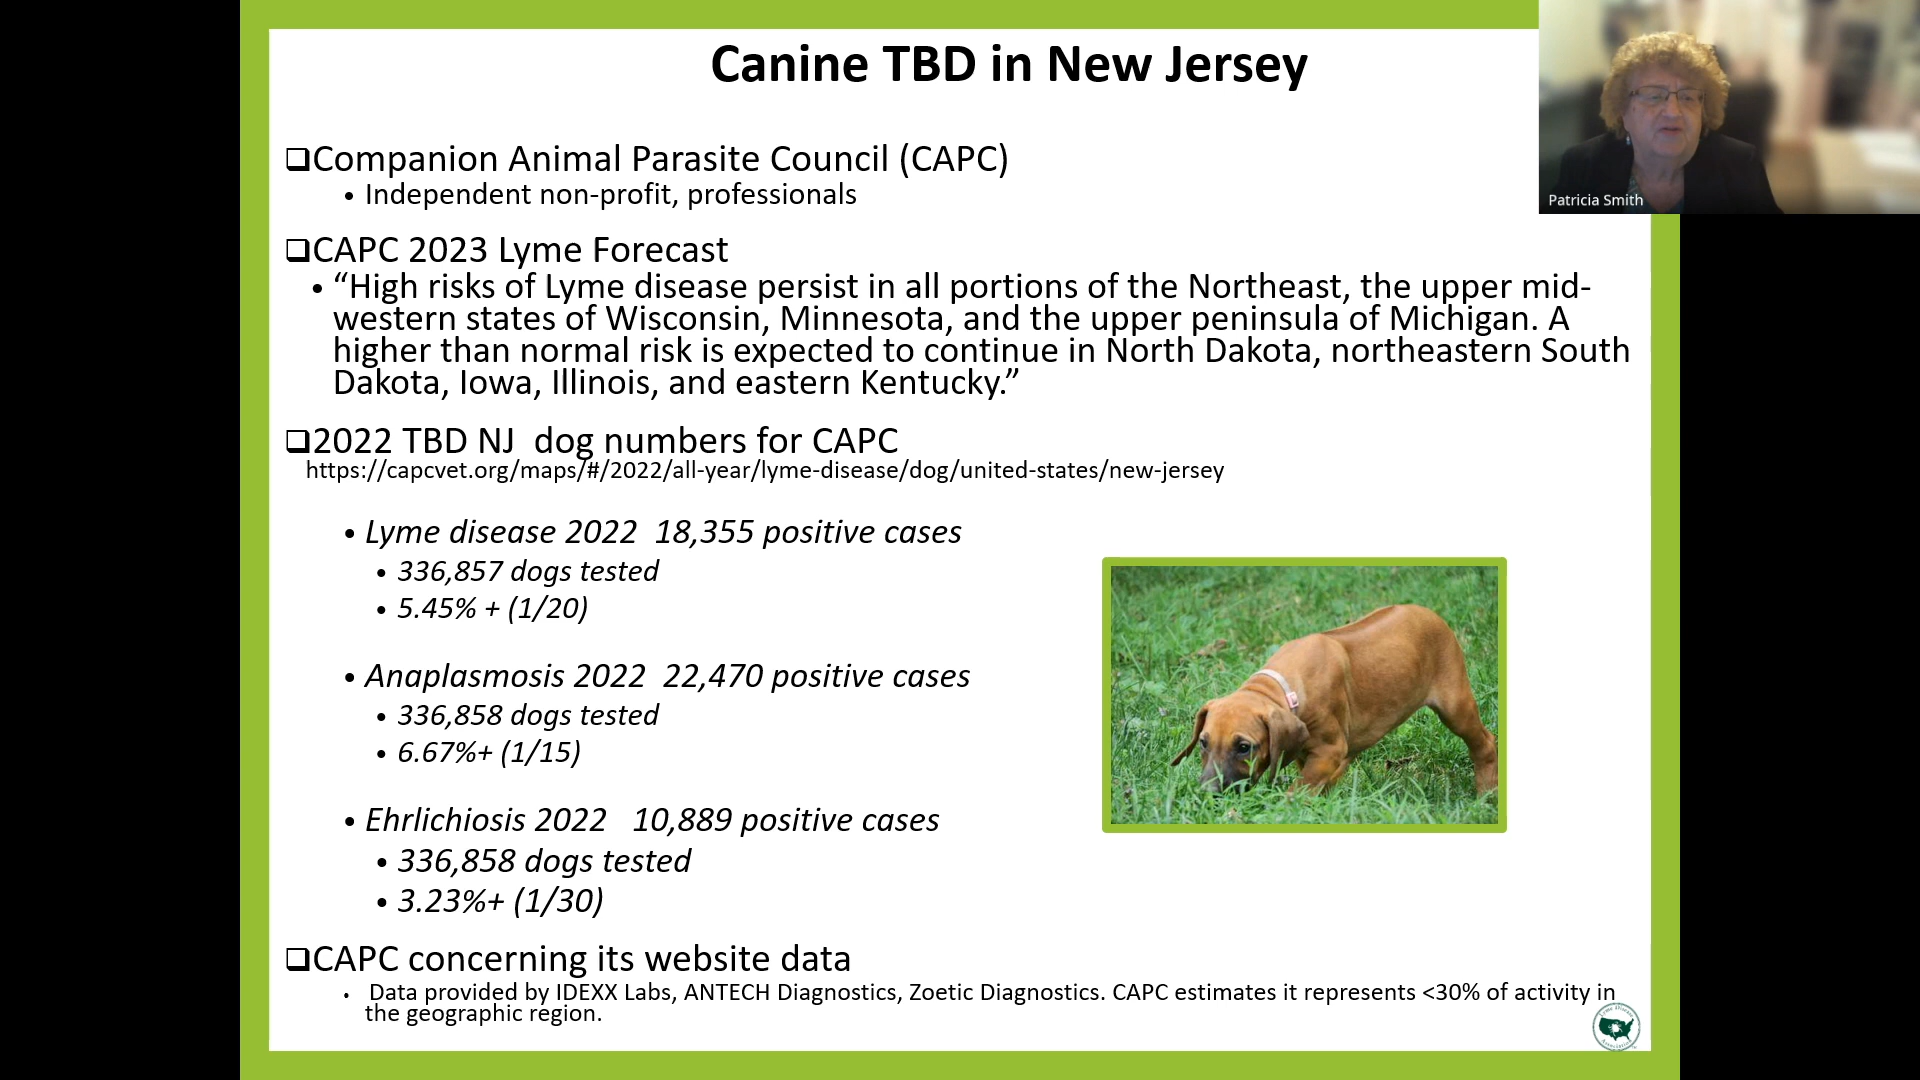 Canine TBD in New Jersey
Patricia Smith
❑Companion Animal Parasite Council (CAPC)
• Independent non-profit, professionals
❑CAPC 2023 Lyme Forecast
• “High risks of Lyme disease persist in all portions of the Northeast, the upper mid-
western states of Wisconsin, Minnesota, and the upper peninsula of Michigan. A
higher than normal risk is expected to continue in North Dakota, northeastern South
Dakota, Iowa, Illinois, and eastern Kentucky.”
❑2022 TBD NJ dog numbers for CAPC
https://capcvet.org/maps/#/2022/all-year/lyme-disease/dog/united-states/new-jersey
• Lyme disease 2022 18,355 positive cases
• 336,857 dogs tested
• 5.45% + (1/20)
• Anaplasmosis 2022 22,470 positive cases
• 336,858 dogs tested
• 6.67%+ (1/15)
• Ehrlichiosis 2022 10,889 positive cases
• 336,858 dogs tested
• 3.23%+ (1/30)
❑CAPC concerning its website data
• Data provided by IDEXX Labs, ANTECH Diagnostics, Zoetic Diagnostics. CAPC estimates it represents <30% of activity in
the geographic region.
Lyme Disease
Association